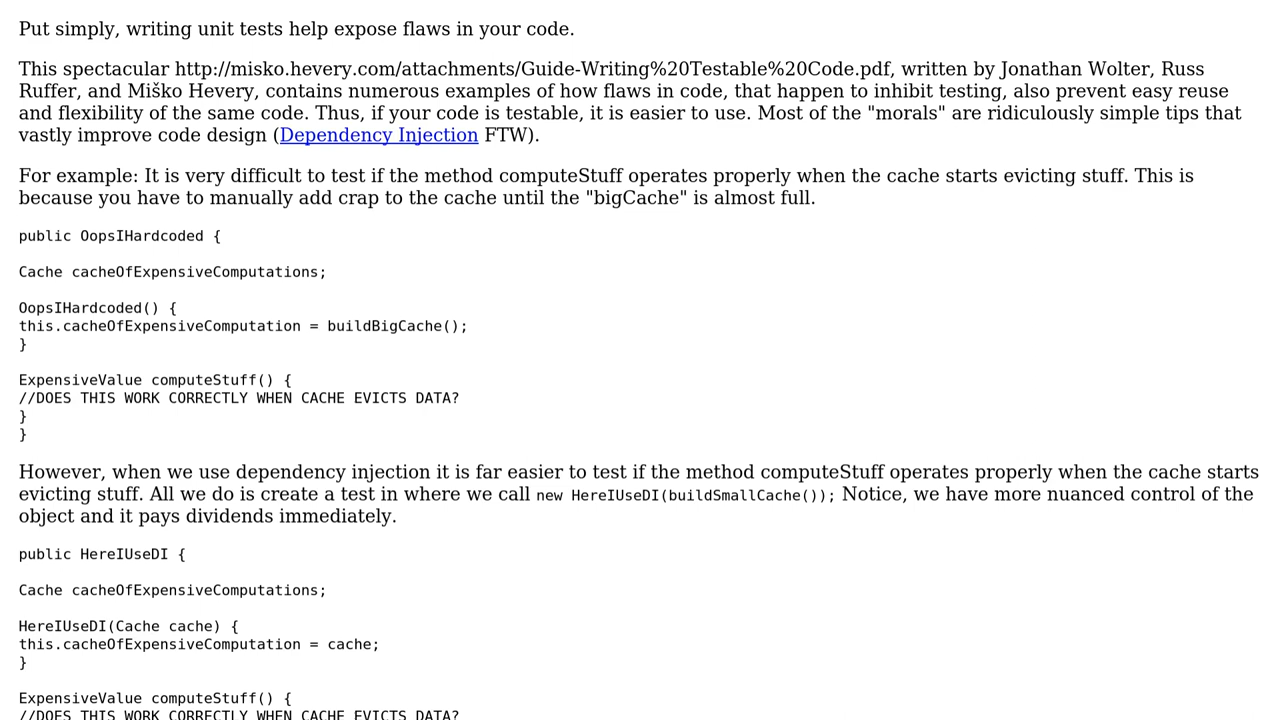 Put simply, writing unit tests help expose flaws in your code.
This spectacular http://misko.hevery.com/attachments/Guide-Writing%20Testable%20Code.pdf, written by Jonathan Wolter, Russ
Ruffer, and Miško Hevery, contains numerous examples of how flaws in code, that happen to inhibit testing, also prevent easy reuse
and flexibility of the same code. Thus, if your code is testable, it is easier to use. Most of the "morals" are ridiculously simple tips that
vastly improve code design (Dependency Injection FTW).
For example: It is very difficult to test if the method computeStuff operates properly when the cache starts evicting stuff. This is
because you have to manually add crap to the cache until the "bigCache" is almost full.
public OopsIHardcoded {
Cache cacheOfExpensiveComputations;
OopsIHardcoded() {
this.cacheOfExpensiveComputation = buildBigCache();
}
ExpensiveValue computeStuff() {
//DOES THIS WORK CORRECTLY WHEN CACHE EVICTS DATA?
}
}
However, when we use dependency injection it is far easier to test if the method computeStuff operates properly when the cache starts
evicting stuff. All we do is create a test in where we call new HereIUseDI(buildSmallCache()); Notice, we have more nuanced control of the
object and it pays dividends immediately.
public HereIUseDI {
Cache cacheOfExpensiveComputations;
HereIUseDI(Cache cache) {
this.cacheOfExpensiveComputation = cache;
}
ExpensiveValue computeStuff() {
//DOES THIS WORK CORRECTLY WHEN CACHE EVICTS DATA?